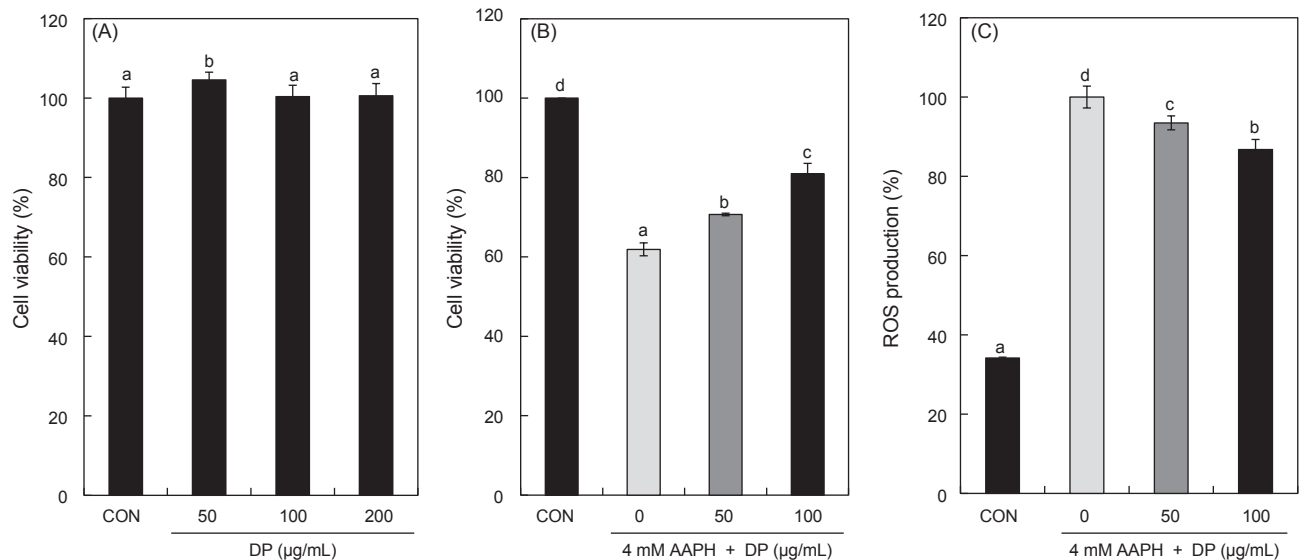 (A)
120
100
80
60
40
20
0
Cell viability (%)
a
b
a
a
CON
50
100
200
DP (μg/mL)
(B)
120
100
80
60
40
20
0
Cell viability (%)
d
a
b
c
CON
0
50
100
4 mM AAPH + DP (μg/mL)
(C)
120
100
80
60
40
20
0
ROS production (%)
a
d
c
b
CON
0
50
100
4 mM AAPH + DP (μg/mL)